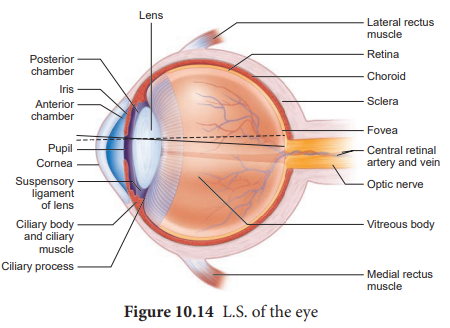 Lens
Posterior
chamber
Iris
Anterior
chamber
Pupil
Cornea
Suspensory
ligament
of lens
Ciliary body
and ciliary
muscle
Ciliary process
Lateral rectus
muscle
Retina
Choroid
Sclera
Fovea
Central retinal
artery and vein
Optic nerve
Vitreous body
Medial rectus
muscle
Figure 10.14 L.S. of the eye